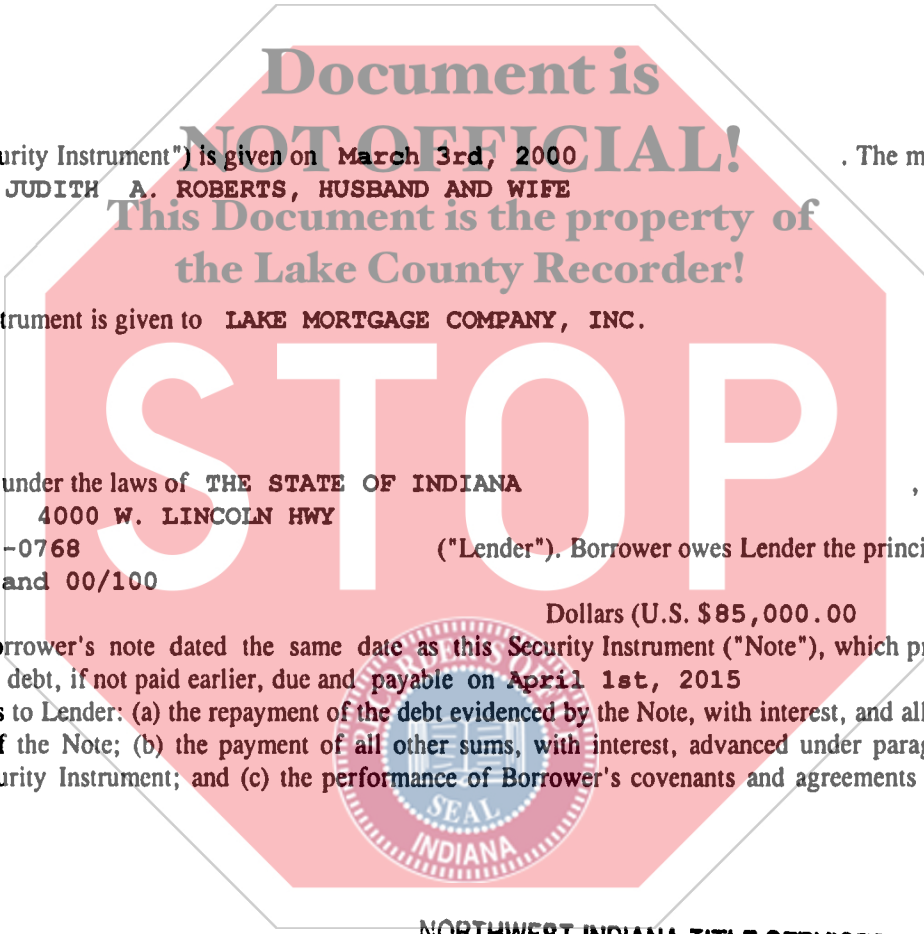 Document is
NOT OFFICIAL!
urity Instrument") is given on March 3rd, 2000 . The m
JUDITH A. ROBERTS, HUSBAND AND WIFE
This Document is the property of
the Lake County Recorder!
trument is given to LAKE MORTGAGE COMPANY, INC.
STOP
under the laws of THE STATE OF INDIANA ,
4000 W. LINCOLN HWY
-0768 ("Lender"). Borrower owes Lender the princi
and 00/100
Dollars (U.S. $85,000.00
orrower's note dated the same date as this Security Instrument ("Note"), which pr
debt, if not paid earlier, due and payable on April 1st, 2015
s to Lender: (a) the repayment of the debt evidenced by the Note, with interest, and all
f the Note; (b) the payment of all other sums, with interest, advanced under parag
urity Instrument; and (c) the performance of Borrower's covenants and agreements
SEAL
INDIANA
NORTHWEST INDIANA TITLE